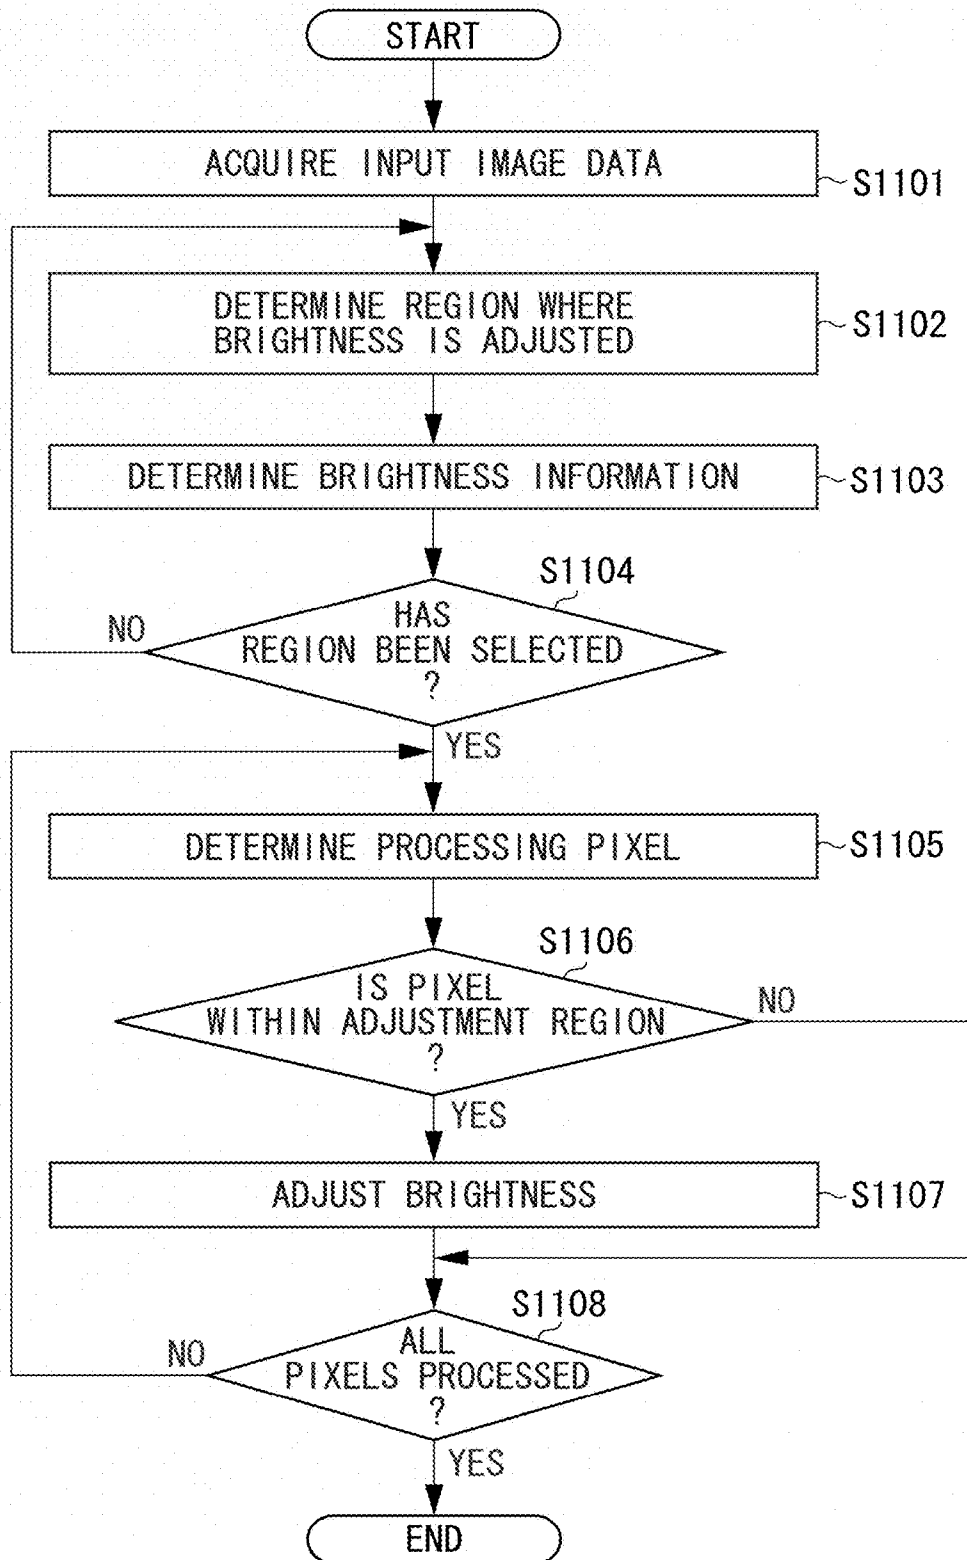 START
ACQUIRE INPUT IMAGE DATA
S1101
DETERMINE REGION WHERE
BRIGHTNESS IS ADJUSTED
S1102
DETERMINE BRIGHTNESS INFORMATION
S1103
S1104
HAS
REGION BEEN SELECTED
?
NO
YES
DETERMINE PROCESSING PIXEL
S1105
S1106
IS PIXEL
WITHIN ADJUSTMENT REGION
?
NO
YES
ADJUST BRIGHTNESS
S1107
S1108
ALL
PIXELS PROCESSED
?
NO
YES
END